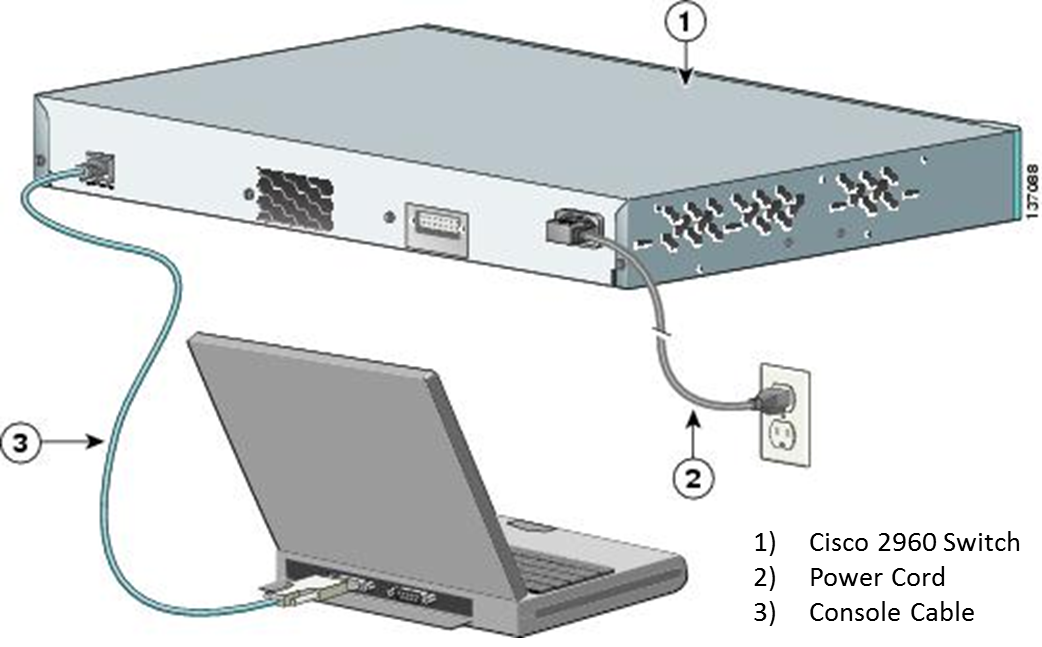 1
137088
3
2
1) Cisco 2960 Switch
2) Power Cord
3) Console Cable